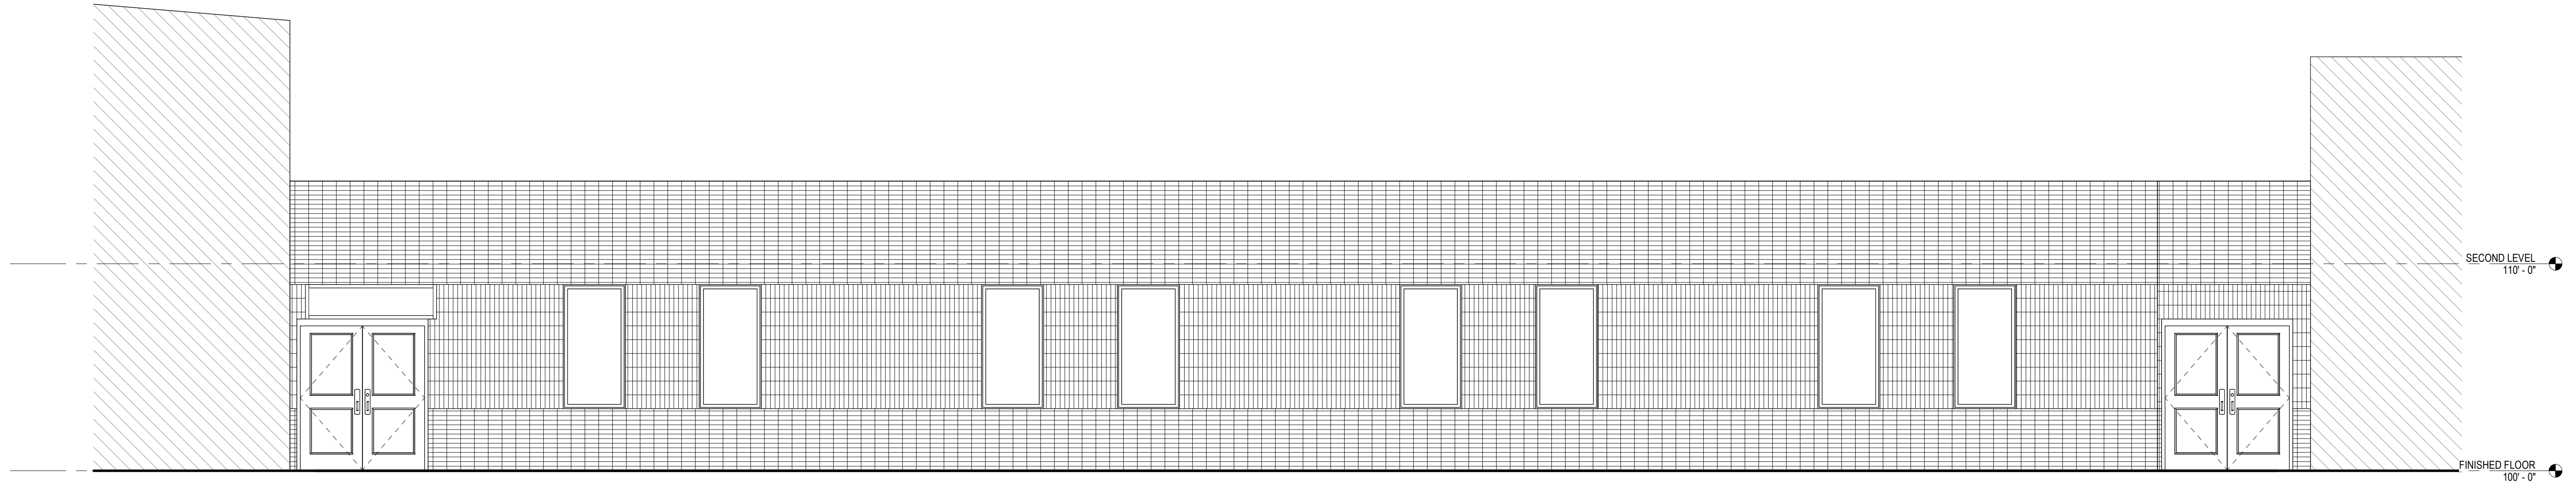 SECOND LEVEL
110' - 0"
FINISHED FLOOR
100' - 0"